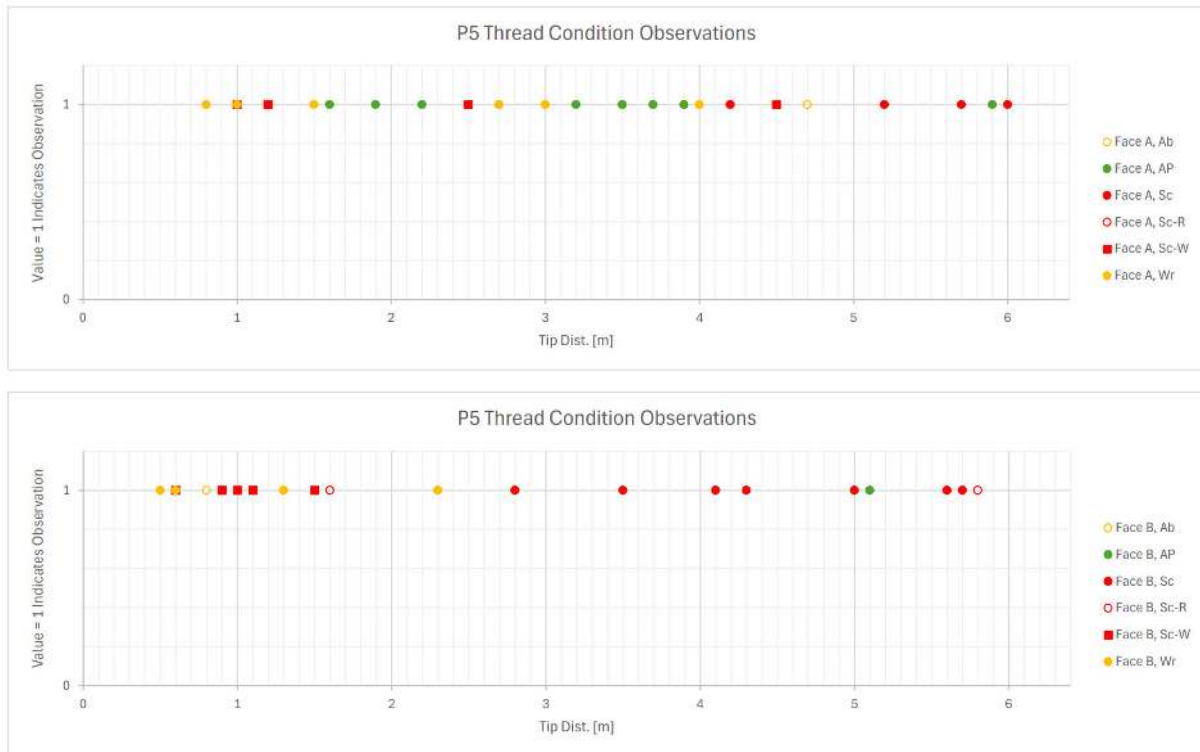 P5 Thread Condition Observations
Value = 1 Indicates Observation
1
0
0 1 2 3 4 5 6
Tip Dist. [m]
Face A, Ab
Face A, AP
Face A, Sc
Face A, Sc-R
Face A, Sc-W
Face A, Wr
P5 Thread Condition Observations
Value = 1 Indicates Observation
1
0
0 1 2 3 4 5 6
Tip Dist. [m]
Face B, Ab
Face B, AP
Face B, Sc
Face B, Sc-R
Face B, Sc-W
Face B, Wr